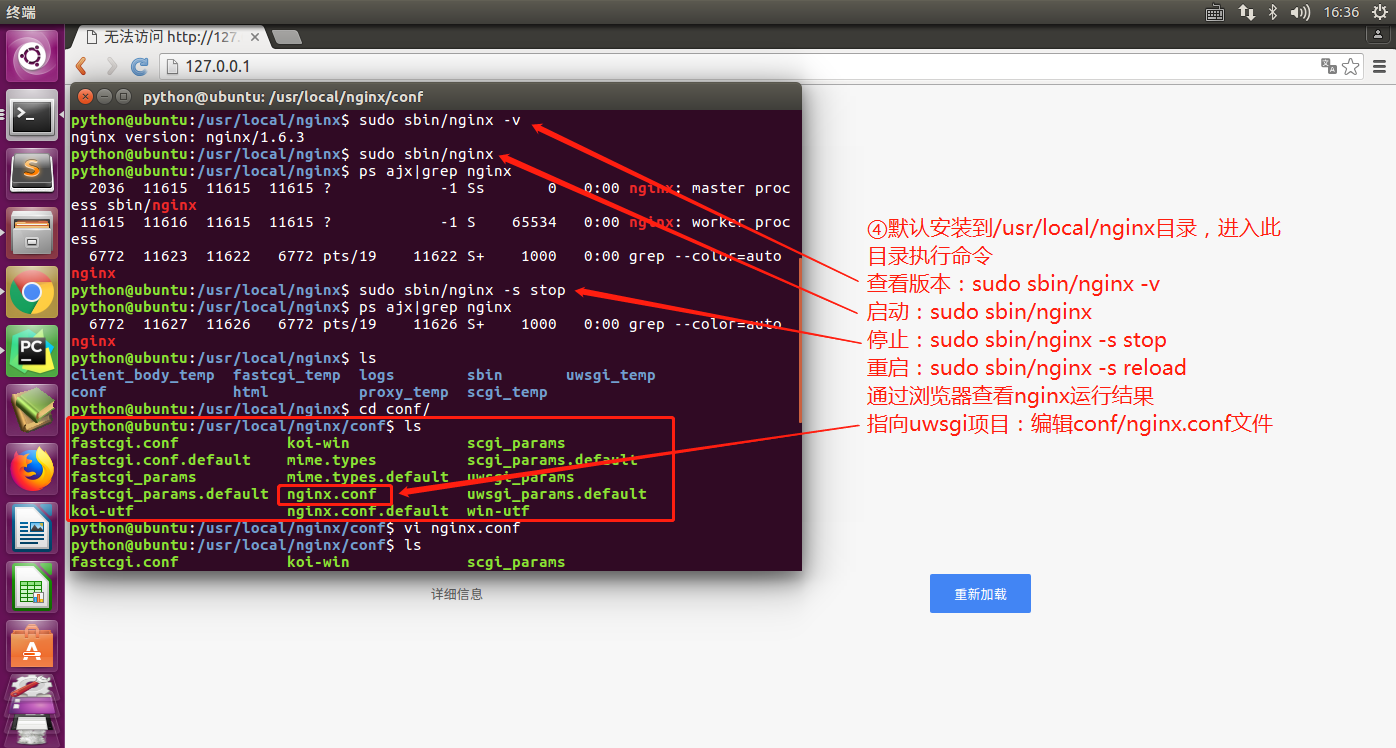 终端
16:36
无法访问 http://127.
127.0.0.1
python@ubuntu: /usr/local/nginx/conf
python@ubuntu:/usr/local/nginx$ sudo sbin/nginx -v
nginx version: nginx/1.6.3
python@ubuntu:/usr/local/nginx$ sudo sbin/nginx
python@ubuntu:/usr/local/nginx$ ps ajx|grep nginx
2036 11615 11615 11615 ? -1 Ss 0 0:00 nginx: master proc
ess sbin/nginx
11615 11616 11615 11615 ? -1 S 65534 0:00 nginx: worker proc
ess
6772 11623 11622 6772 pts/19 11622 S+ 1000 0:00 grep --color=auto
nginx
python@ubuntu:/usr/local/nginx$ sudo sbin/nginx -s stop
python@ubuntu:/usr/local/nginx$ ps ajx|grep nginx
6772 11627 11626 6772 pts/19 11626 S+ 1000 0:00 grep --color=auto
nginx
python@ubuntu:/usr/local/nginx$ ls
client_body_temp fastcgi_temp logs sbin uwsgi_temp
conf html proxy_temp scgi_temp
python@ubuntu:/usr/local/nginx$ cd conf/
python@ubuntu:/usr/local/nginx/conf$ ls
fastcgi.conf koi-win scgi_params
fastcgi.conf.default mime.types scgi_params.default
fastcgi_params mime.types.default uwsgi_params
fastcgi_params.default nginx.conf uwsgi_params.default
koi-utf nginx.conf.default win-utf
python@ubuntu:/usr/local/nginx/conf$ vi nginx.conf
python@ubuntu:/usr/local/nginx/conf$ ls
fastcgi.conf koi-win scgi_params
④默认安装到/usr/local/nginx目录，进入此
目录执行命令
查看版本：sudo sbin/nginx -v
启动：sudo sbin/nginx
停止：sudo sbin/nginx -s stop
重启：sudo sbin/nginx -s reload
通过浏览器查看nginx运行结果
指向uwsgi项目：编辑conf/nginx.conf文件
详细信息
重新加载
PC